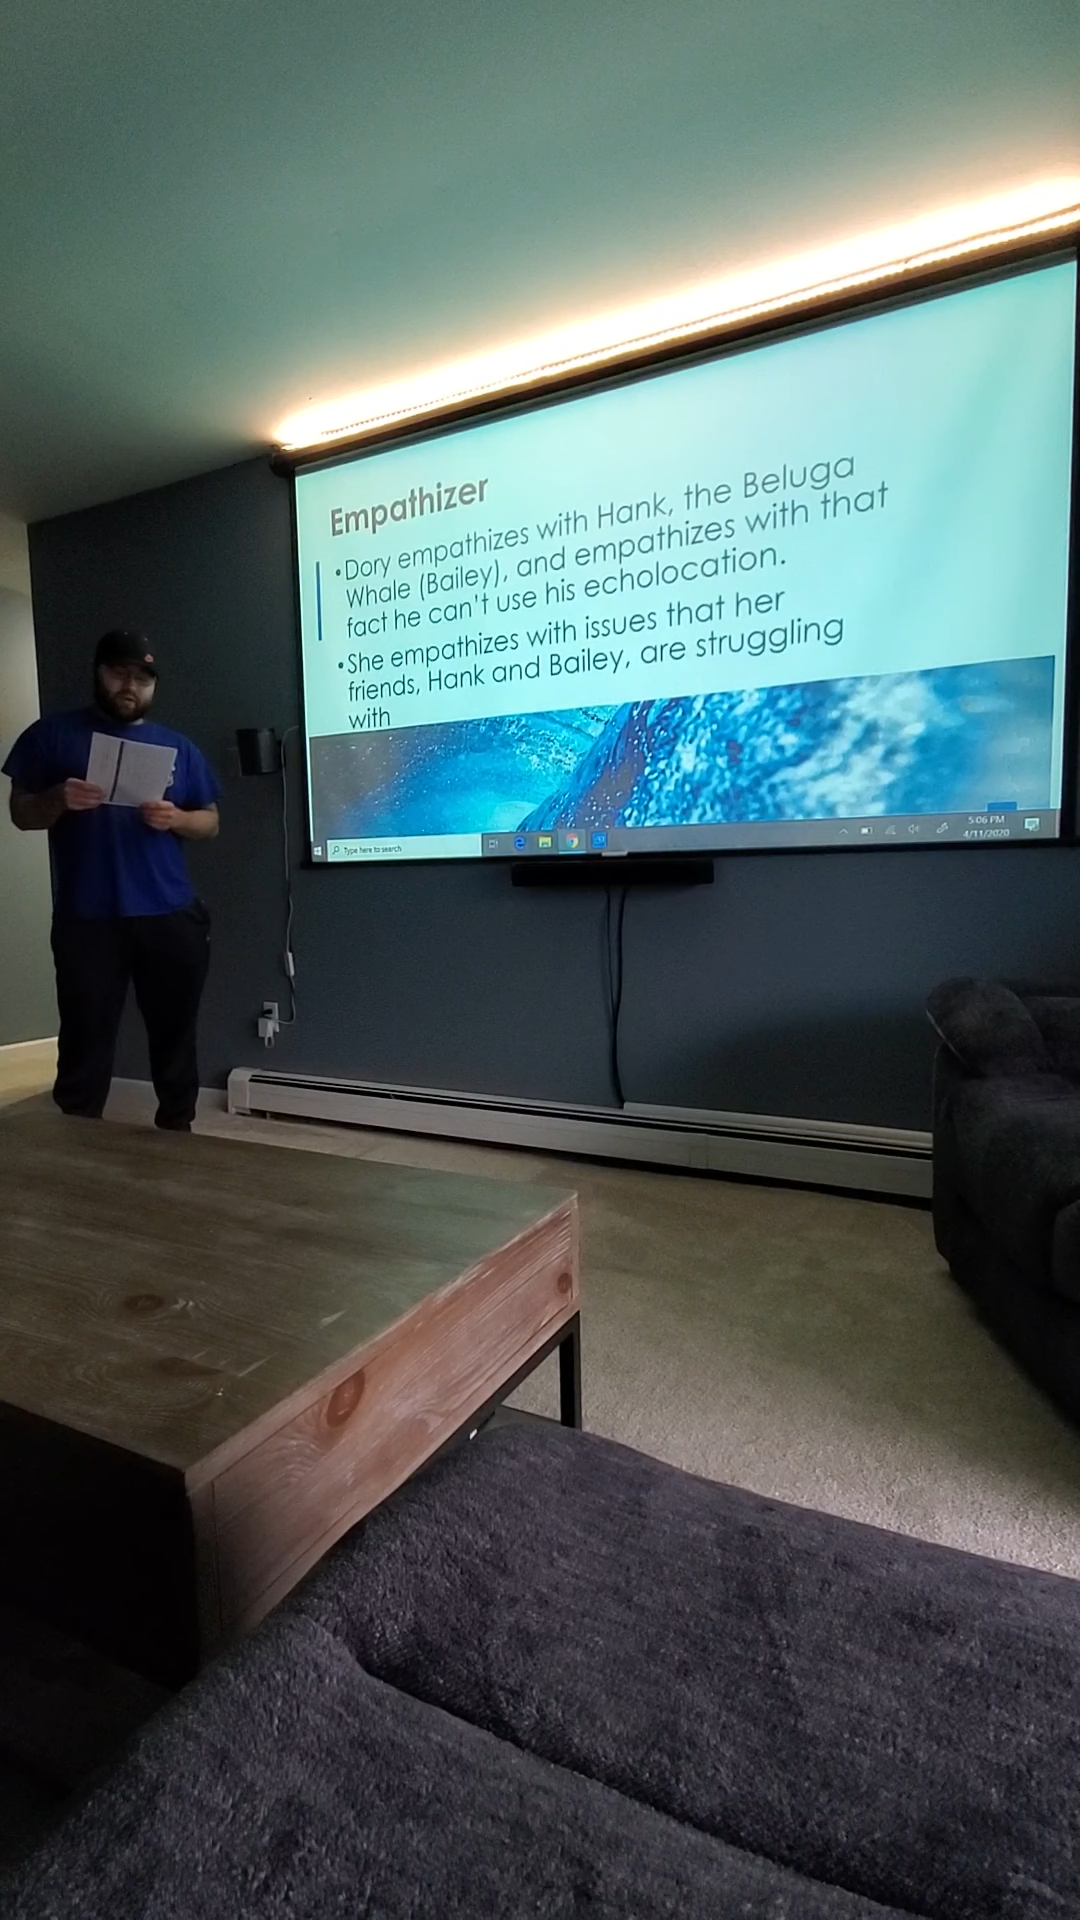 Empathizer
•Dory empathizes with Hank, the Beluga
Whale (Bailey), and empathizes with that
fact he can't use his echolocation.
•She empathizes with issues that her
friends, Hank and Bailey, are struggling
with
Type here to search
5:06 PM
4/11/2020